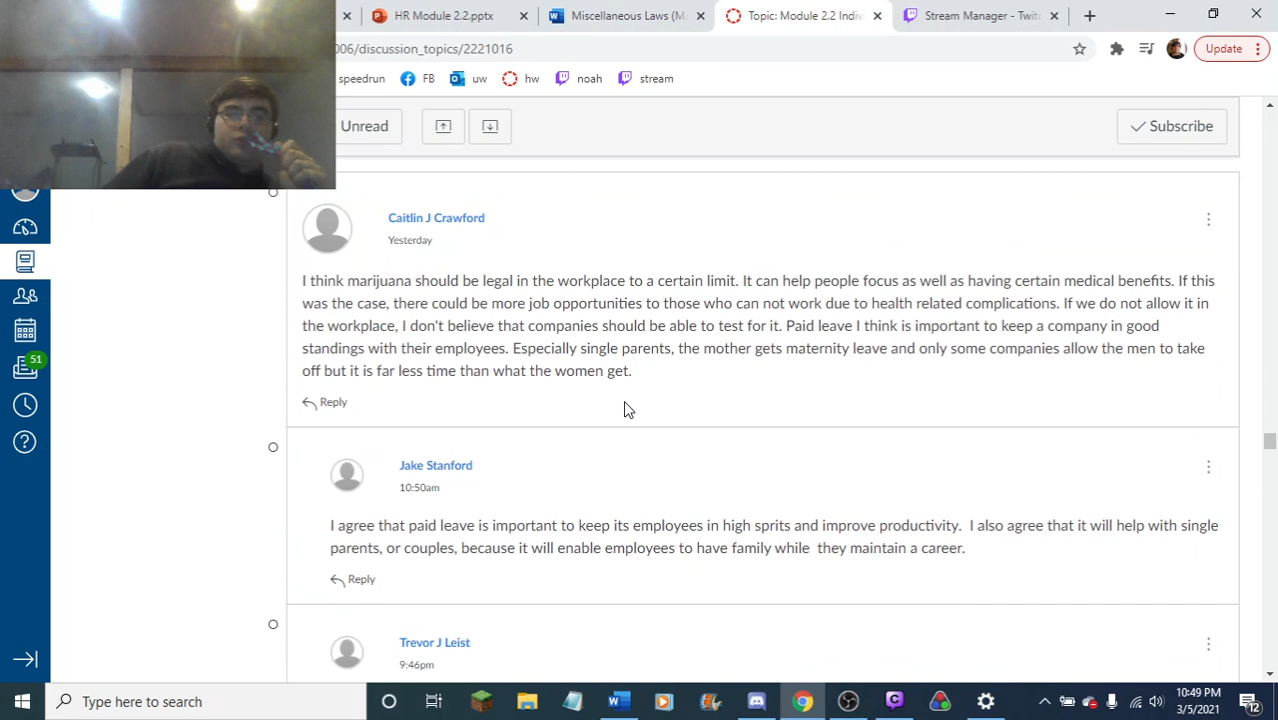 HR Module 2.2.pptx
Miscellaneous Laws (M
Topic: Module 2.2 Indiv
Stream Manager - Twitc
006/discussion_topics/2221016
Update
speedrun
FB
uw
hw
noah
stream
Unread
Subscribe
Caitlin J Crawford
Yesterday
I think marijuana should be legal in the workplace to a certain limit. It can help people focus as well as having certain medical benefits. If this
was the case, there could be more job opportunities to those who can not work due to health related complications. If we do not allow it in
the workplace, I don't believe that companies should be able to test for it. Paid leave I think is important to keep a company in good
standings with their employees. Especially single parents, the mother gets maternity leave and only some companies allow the men to take
off but it is far less time than what the women get.
Reply
Jake Stanford
10:50am
I agree that paid leave is important to keep its employees in high sprits and improve productivity. I also agree that it will help with single
parents, or couples, because it will enable employees to have family while they maintain a career.
Reply
Trevor J Leist
9:46pm
51
Type here to search
10:49 PM
3/5/2021
12